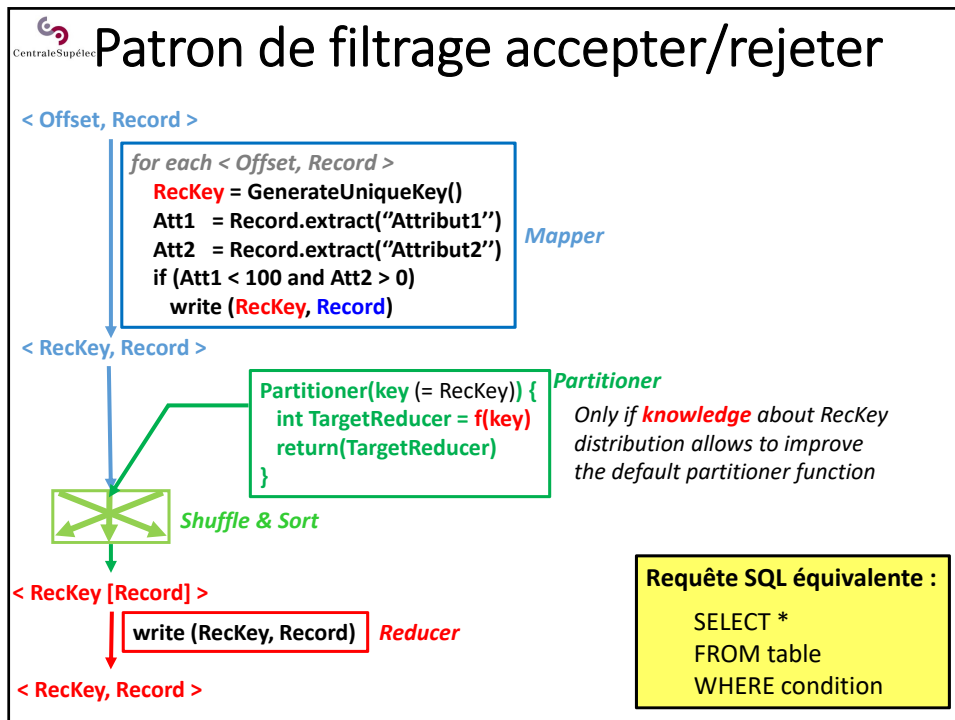 CentraleSupélec
Patron de filtrage accepter/rejeter
< Offset, Record >
for each < Offset, Record >
RecKey = GenerateUniqueKey()
Att1 = Record.extract(‘‘Attribut1’’)
Att2 = Record.extract(‘‘Attribut2’’)
if (Att1 < 100 and Att2 > 0)
write (RecKey, Record)
Mapper
< RecKey, Record >
Partitioner(key (= RecKey)) {
int TargetReducer = f(key)
return(TargetReducer)
}
Partitioner
Only if knowledge about RecKey
distribution allows to improve
the default partitioner function
Shuffle & Sort
< RecKey [Record] >
write (RecKey, Record)
Reducer
< RecKey, Record >
Requête SQL équivalente :
SELECT *
FROM table
WHERE condition